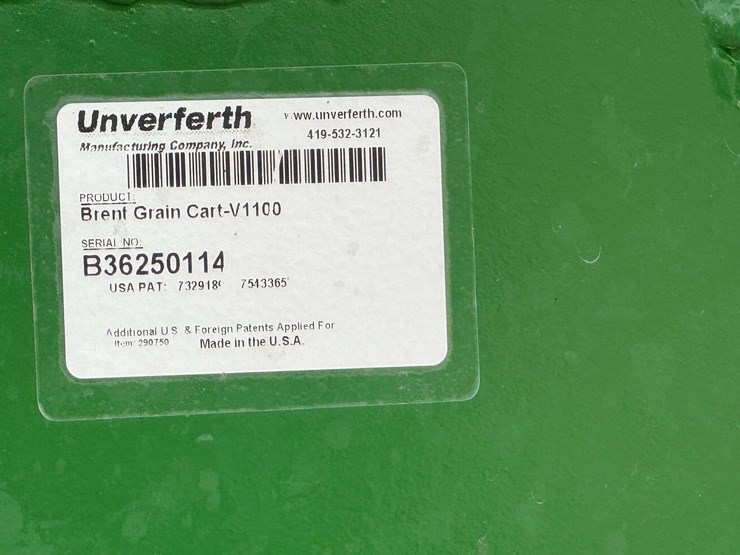 Unverferth
www.unverferth.com
419-532-3121
Manufacturing Company, Inc.
PRODUCT:
Brent Grain Cart-V1100
SERIAL NO:
B36250114
USA PAT: 7543365
Additional U S & Foreign Patents Applied For
Item: 290750 Made in the U.S.A.